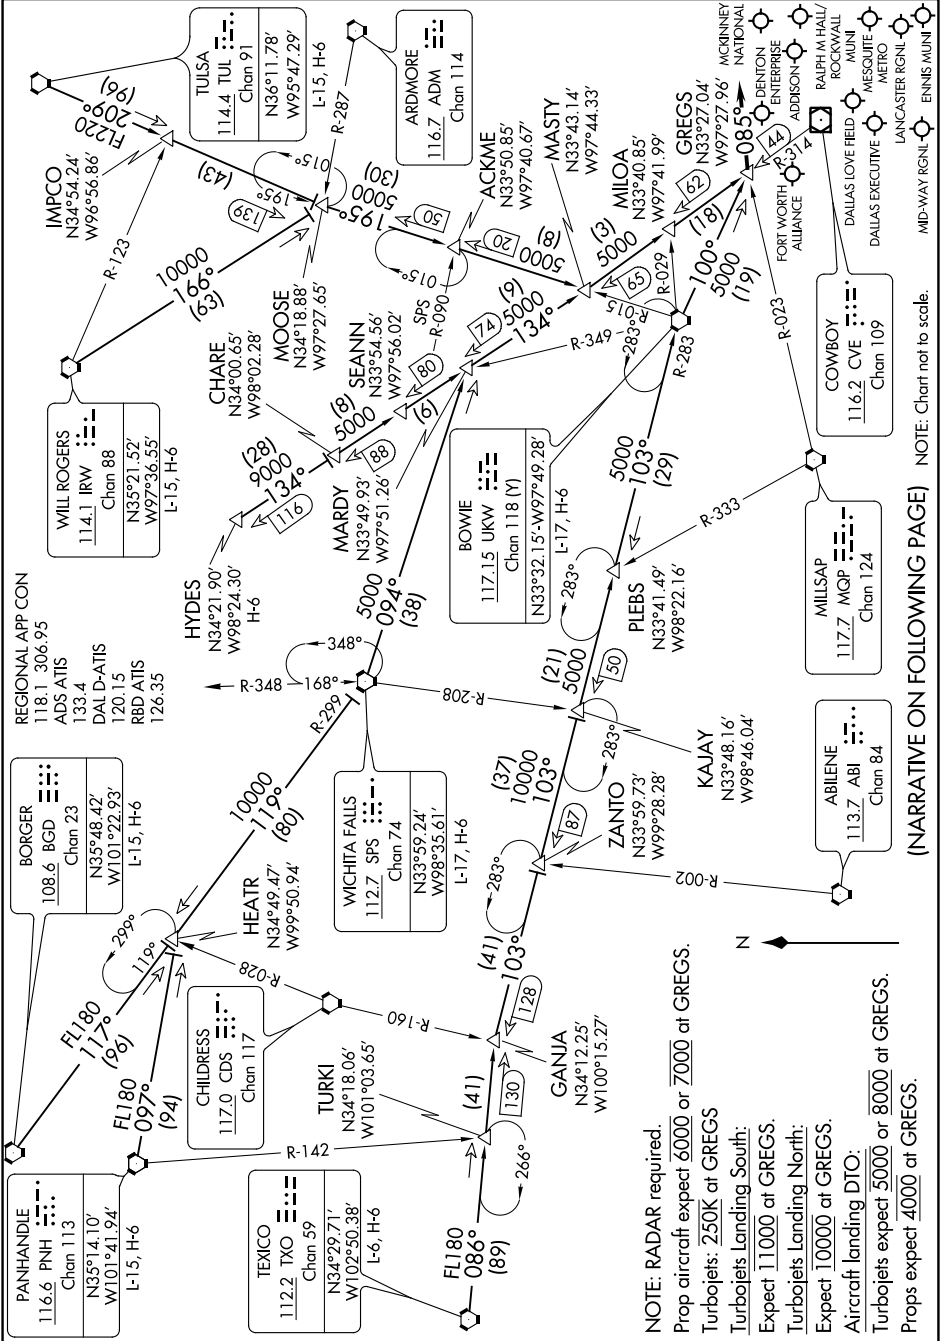 REGIONAL APP CON
118.1 306.95
ADS ATIS
133.4
DAL D-ATIS
120.15
RBD ATIS
126.35
PANHANDLE
116.6 PNH
Chan 113
N35°14.10′
W101°41.94′
L-15, H-6
BORGER
108.6 BGD
Chan 23
N35°48.42′
W101°22.93′
L-15, H-6
WILL ROGERS
114.1 IRW
Chan 88
N35°21.52′
W97°36.55′
L-15, H-6
TULSA
114.4 TUL
Chan 91
N36°11.78′
W95°47.29′
L-15, H-6
ARDMORE
116.7 ADM
Chan 114
FL220
209°
(96)
IMPCO
N34°54.24′
W96°56.86′
R-123
R-287
(43)
10000
199°
(93)
139
195°
015°
MOOSE
N34°18.88′
W97°27.65′
195°
5000
(30)
50
015°
ACKME
N33°50.85′
W97°40.67′
20
5000
(8)
MASTY
N33°43.14′
W97°44.33′
SPS
R-090
CHARE
N34°00.65′
W98°02.28′
SEANN
N33°54.56′
W97°56.02′
HYDES
N34°21.90′
W98°24.30′
H-6
(28)
9000
134°
116
(8)
5000
88
(6)
80
74
(9)
5000
134°
65
MARDY
N33°49.93′
W97°51.26′
(3)
5000
MILOA
N33°40.85′
W97°41.99′
62
(18)
GREGS
N33°27.04′
W97°27.96′
085°
44
R-314
R-029
R-015
R-349
283°
R-283
100°
5000
(19)
R-023
MCKINNEY
NATIONAL
DENTON
ENTERPRISE
ADDISON
RALPH M HALL/
ROCKWALL
MUNI
MESQUITE
METRO
LANCASTER RGNL
ENNIS MUNI
FORT WORTH
ALLIANCE
DALLAS LOVE FIELD
DALLAS EXECUTIVE
MID-WAY RGNL
COWBOY
116.2 CVE
Chan 109
BOWIE
117.15 UKW
Chan 118 (Y)
N33°32.15′-W97°49.28′
L-17, H-6
5000
103°
(29)
R-333
MILLSAP
117.7 MQP
Chan 124
283°
PLEBS
N33°41.49′
W98°22.16′
(21)
5000
50
5000
094°
(38)
348°
168°
R-348
R-299
R-208
WICHITA FALLS
112.7 SPS
Chan 74
N33°59.24′
W98°35.61′
L-17, H-6
10000
119°
(80)
FL180
117°
(96)
299°
119°
HEATR
N34°49.47′
W99°50.94′
R-028
FL180
097°
(94)
CHILDRESS
117.0 CDS
Chan 117
R-160
R-142
283°
KAJAY
N33°48.16′
W98°46.04′
(37)
10000
103°
87
ZANTO
N33°59.73′
W99°28.28′
283°
R-002
ABILENE
113.7 ABI
Chan 84
(41)
103°
128
GANJA
N34°12.25′
W100°15.27′
TURKI
N34°18.06′
W101°03.65′
(41)
130
266°
TEXICO
112.2 TXO
Chan 59
N34°29.71′
W102°50.38′
L-6, H-6
FL180
086°
(89)
N
NOTE: RADAR required.
Prop aircraft expect 6000 or 7000 at GREGS.
Turbojets: 250K at GREGS
Turbojets Landing South:
Expect 11000 at GREGS.
Turbojets Landing North:
Expect 10000 at GREGS.
Aircraft landing DTO:
Turbojets expect 5000 or 8000 at GREGS.
Props expect 4000 at GREGS.
(NARRATIVE ON FOLLOWING PAGE)
NOTE: Chart not to scale.